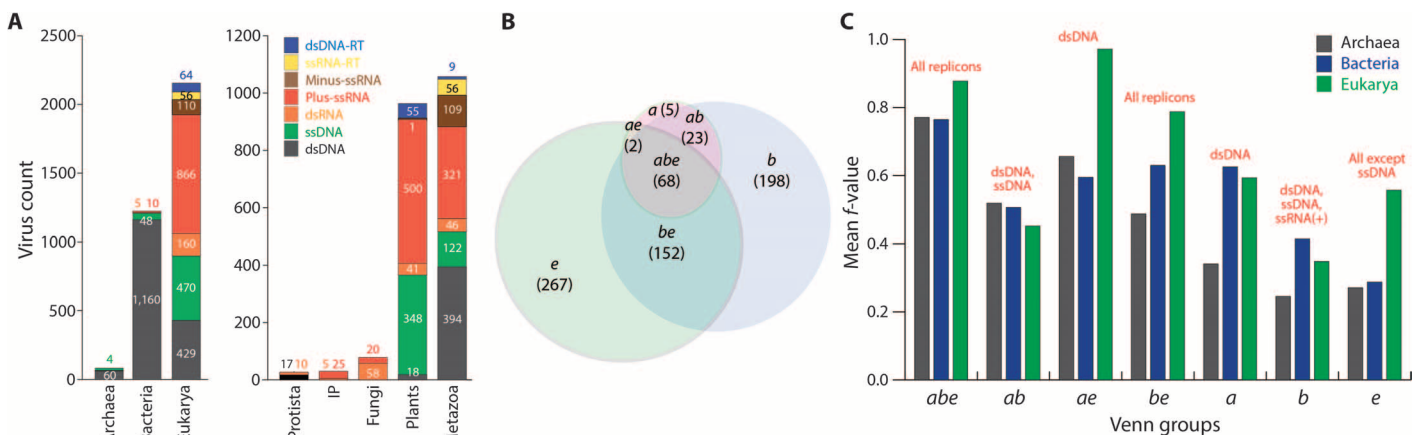 A
Virus count
2500
2000
1500
1000
500
0
4
60
5 10
48
1,160
64
56
110
866
160
470
429
Archaea
Bacteria
Eukarya
1200
1000
800
600
400
200
0
dsDNA-RT
ssRNA-RT
Minus-ssRNA
Plus-ssRNA
dsRNA
ssDNA
dsDNA
17 10
5 25
20
58
55
1
500
41
348
18
9
56
109
321
46
122
394
Protista
IP
Fungi
Plants
Metazoa
B
a (5)
ae
(2)
ab
(23)
abe
(68)
b
(198)
be
(152)
e
(267)
C
Mean f-value
1.0
0.8
0.6
0.4
0.2
0.0
All replicons
dsDNA,
ssDNA
dsDNA
All replicons
dsDNA
dsDNA,
ssDNA,
ssRNA(+)
All except
ssDNA
Archaea
Bacteria
Eukarya
abe
ab
ae
be
a
b
e
Venn groups